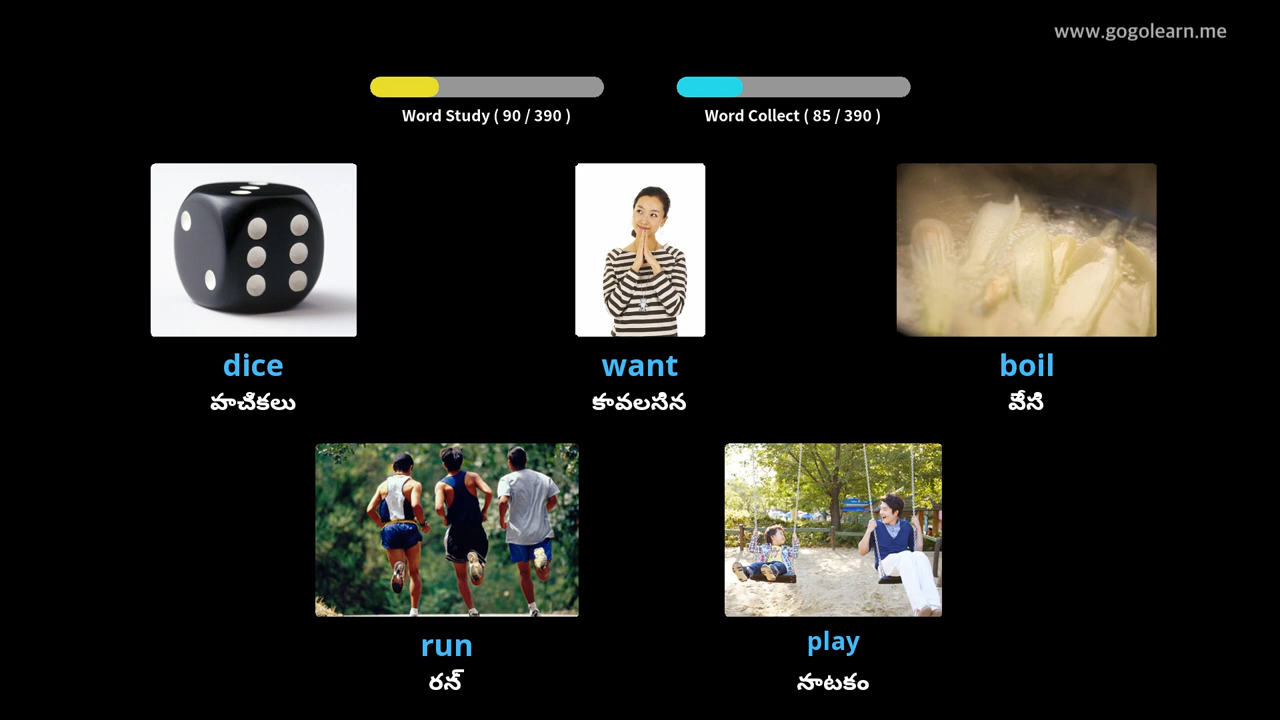 www.gogolearn.me
Word Study ( 90 / 390 )
Word Collect ( 85 / 390 )
dice
పాచికలు
want
కావలసిన
boil
వేసి
run
రన్
play
నాటకం